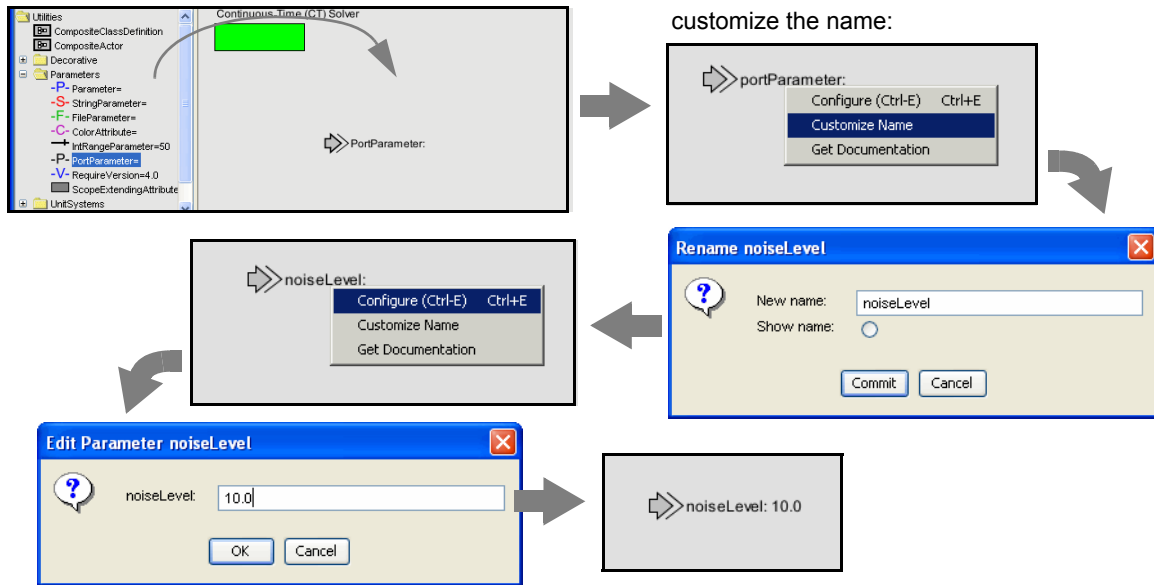 Utilities
CompositeClassDefinition
CompositeActor
Decorative
Parameters
-P- Parameter=
-S- StringParameter=
-F- FileParameter=
-C- ColorAttribute=
IntRangeParameter=50
-P- PortParameter=
-V- RequireVersion=4.0
ScopeExtendingAttribute
UnitSystems
Continuous-Time (CT) Solver
PortParameter:
customize the name:
portParameter:
Configure (Ctrl-E) Ctrl+E
Customize Name
Get Documentation
Rename noiseLevel
New name: noiseLevel
Show name:
Commit Cancel
noiseLevel:
Configure (Ctrl-E) Ctrl+E
Customize Name
Get Documentation
Edit Parameter noiseLevel
noiseLevel: 10.0
OK Cancel
noiseLevel: 10.0